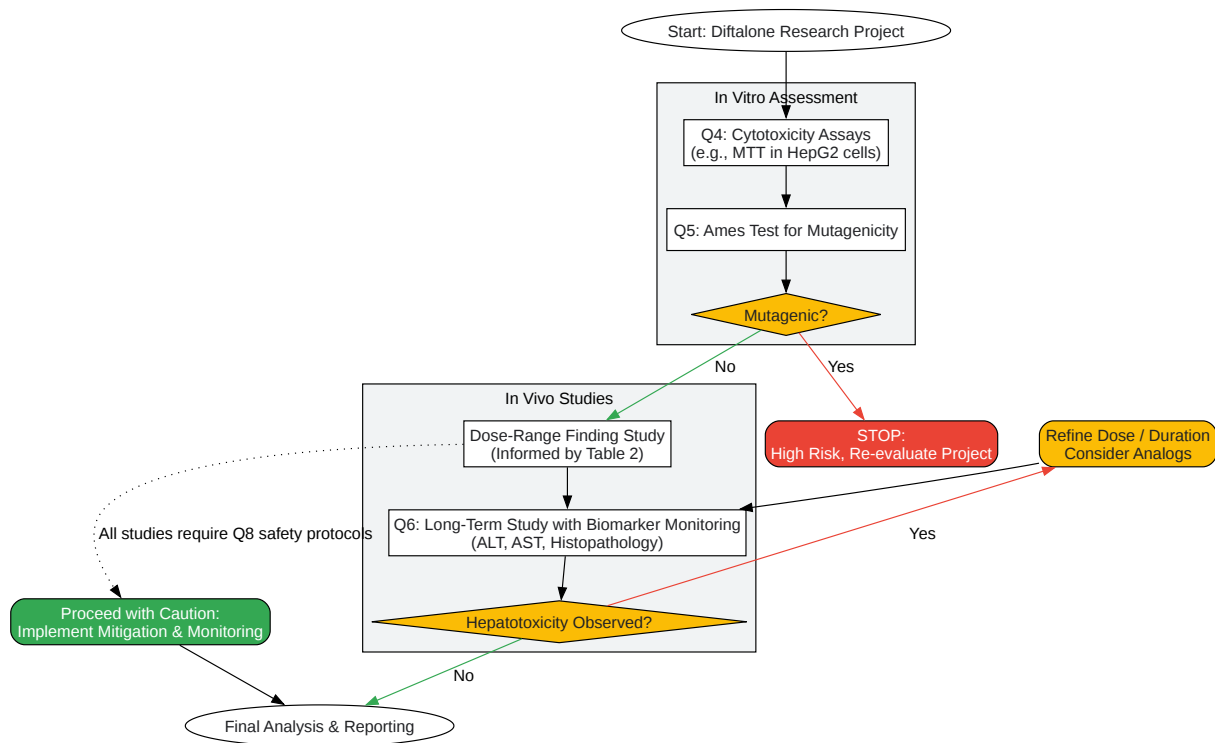 Start: Diftalone Research Project
In Vitro Assessment
Q4: Cytotoxicity Assays
(e.g., MTT in HepG2 cells)
Q5: Ames Test for Mutagenicity
Mutagenic?
No
Yes
In Vivo Studies
Dose-Range Finding Study
(Informed by Table 2)
STOP:
High Risk, Re-evaluate Project
Refine Dose / Duration
Consider Analogs
All studies require Q8 safety protocols
Q6: Long-Term Study with Biomarker Monitoring
(ALT, AST, Histopathology)
Yes
Proceed with Caution:
Implement Mitigation & Monitoring
Hepatotoxicity Observed?
No
Final Analysis & Reporting